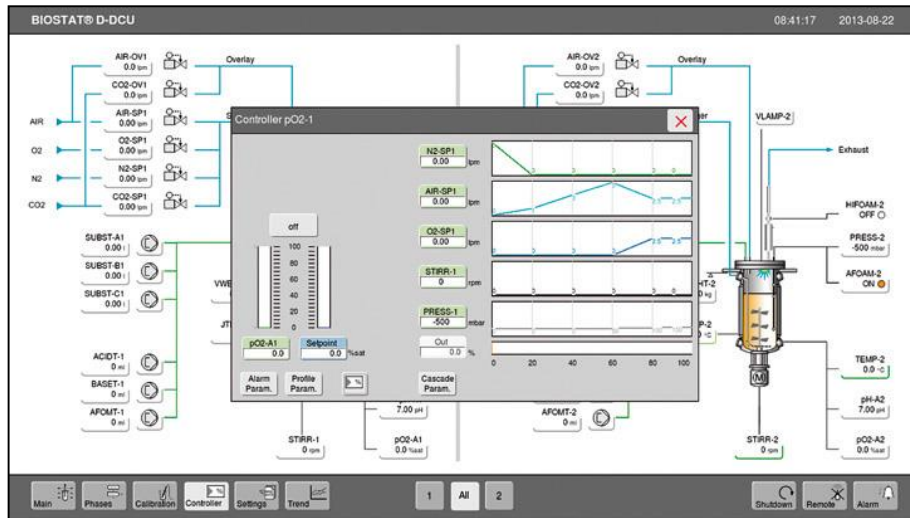 BIOSTAT® D-DCU
08:41:17 2013-08-22
AIR-OV1
0.0 lpm
Overlay
CO2-OV1
0.0 lpm
AIR
AIR-SP1
0.00 lpm
O2
O2-SP1
0.00 lpm
N2
N2-SP1
0.00 lpm
CO2
CO2-SP1
0.00 lpm
SUBST-A1
0.00 l
SUBST-B1
0.00 l
SUBST-C1
0.00 l
ACIDT-1
0 ml
BASET-1
0 ml
AFOMT-1
0 ml
STIRR-1
0 rpm
7.00 pH
pO2-A1
0.0 %sat
AIR-OV2
0.0 lpm
Overlay
CO2-OV2
0.0 lpm
Controller pO2-1
off
100
80
60
40
20
0
pO2-A1
0.0
Setpoint
0.0 %sat
Alarm
Param.
Profile
Param.
%
N2-SP1
0.00 lpm
AIR-SP1
0.00 lpm
O2-SP1
0.00 lpm
STIRR-1
0 rpm
PRESS-1
-500 mbar
Out
0.0 %
0 20 40 60 80 100
Cascade
Param.
VLAMP-2
Exhaust
HIFOAM-2
OFF
PRESS-2
-500 mbar
AFOAM-2
ON
(M)
TEMP-2
0.0 °C
pH-A2
7.00 pH
AFOMT-2
0 ml
STIRR-2
0 rpm
pO2-A2
0.0 %sat
Main
Phases
Calibration
Controller
Settings
Trend
1
All
2
Shutdown
Remote
Alarm